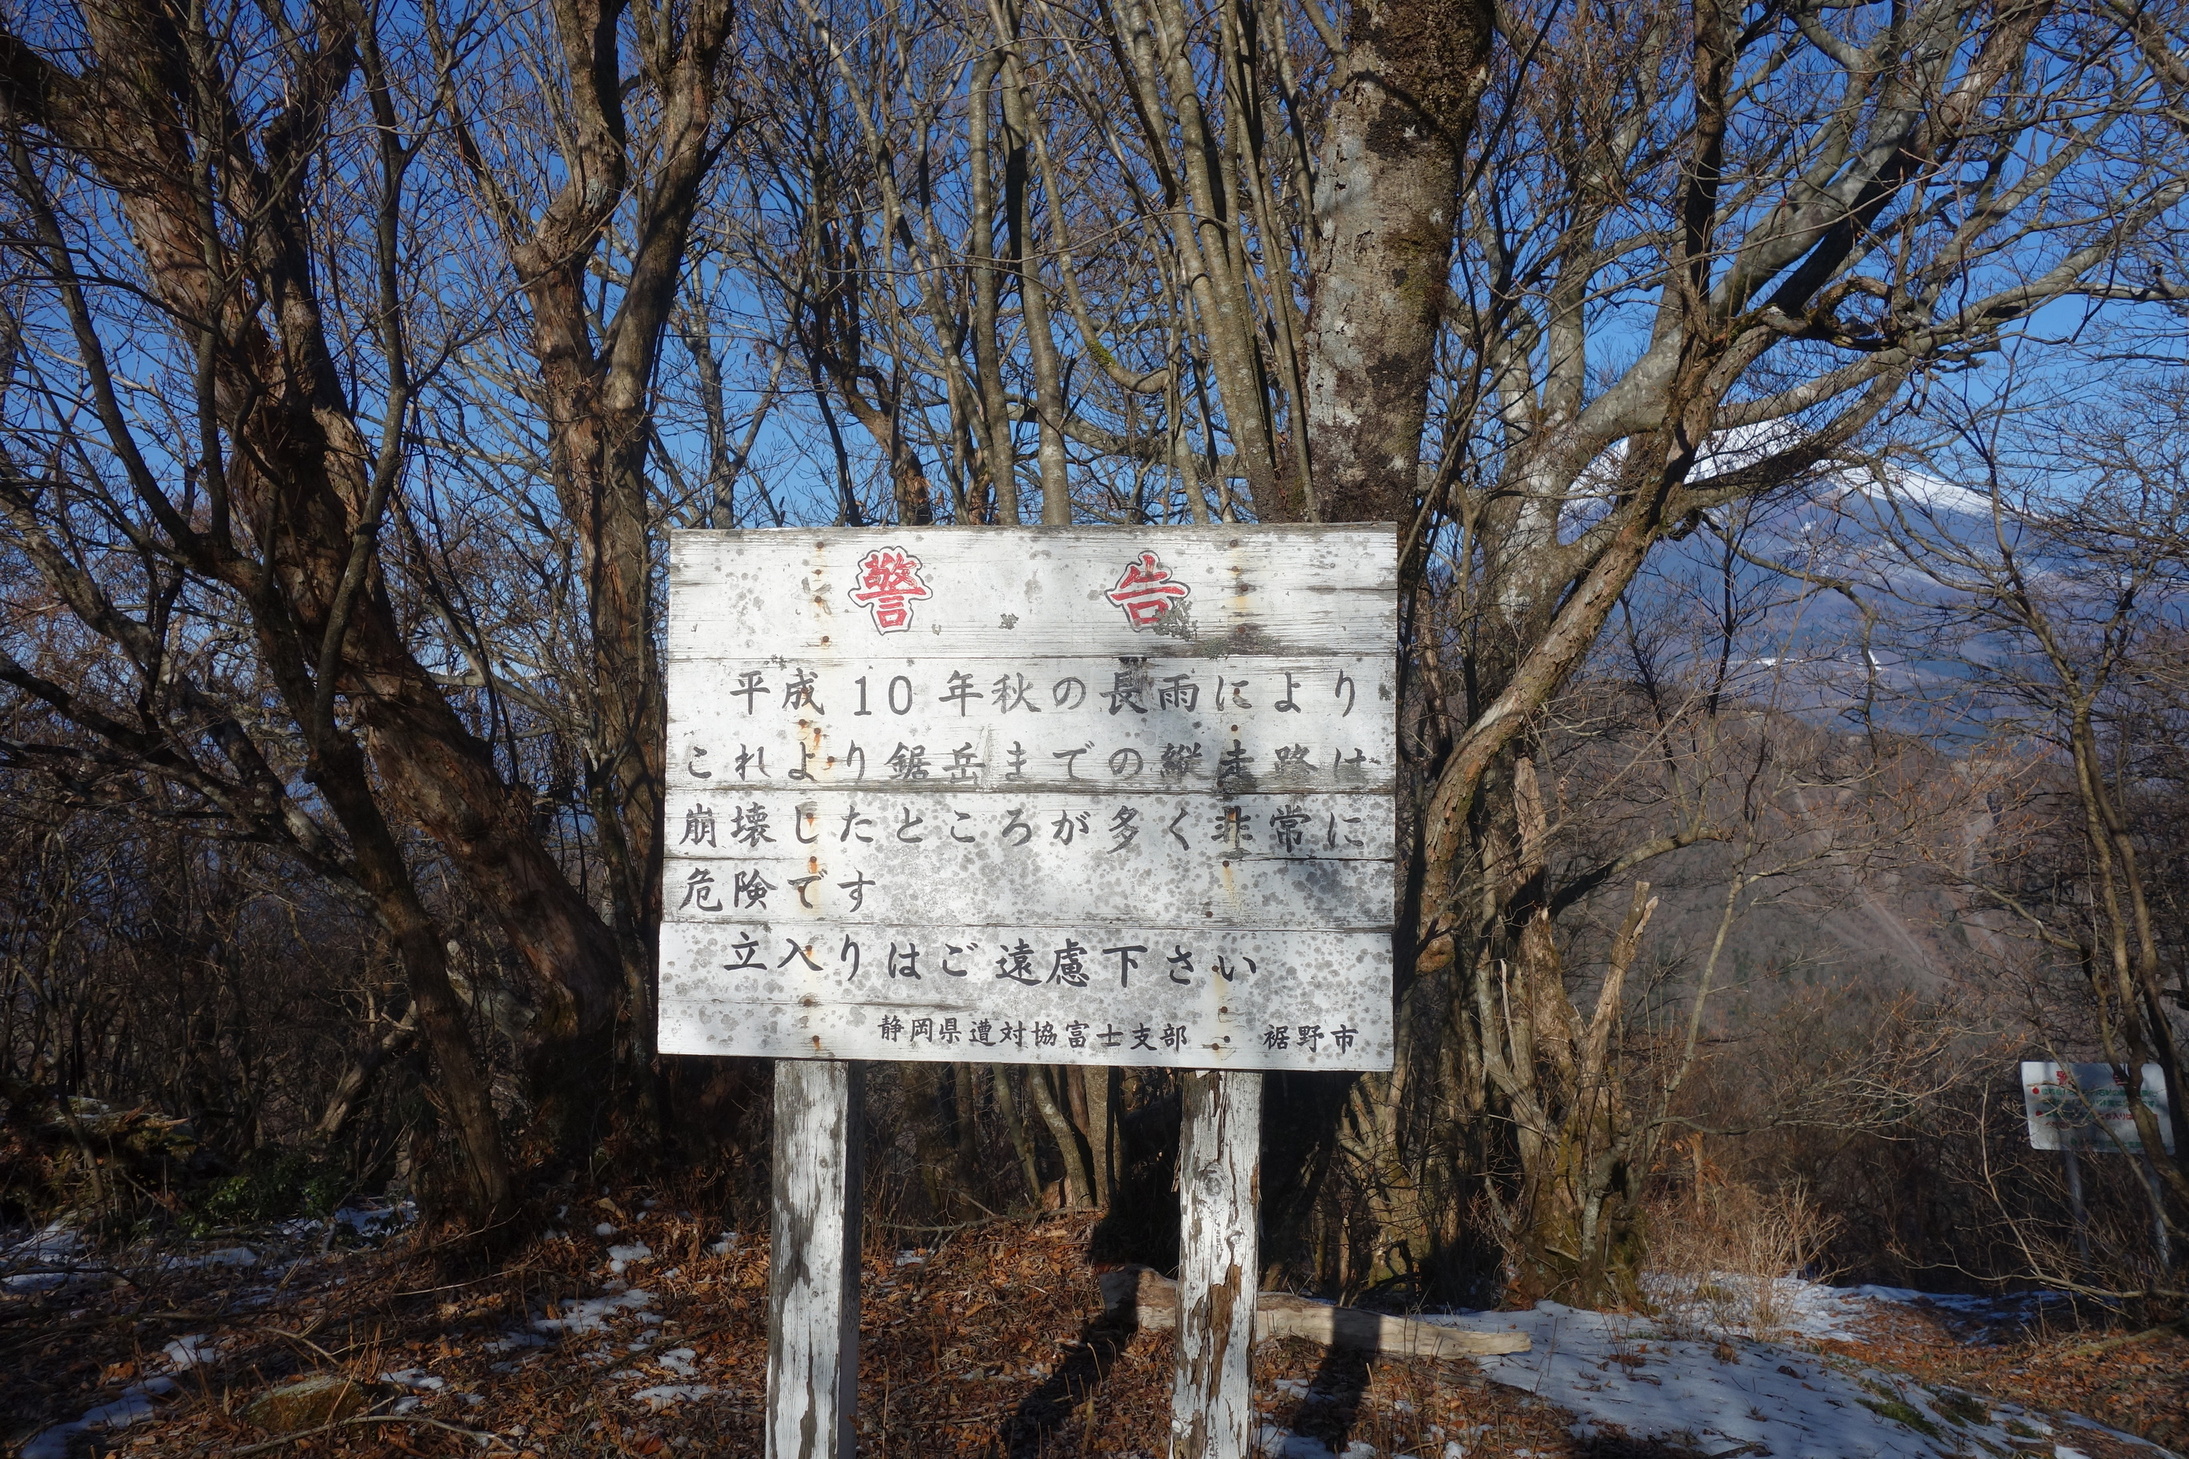 警 告
平成 10 年秋の長雨により
これより鋸岳までの縦走路は
崩壊したところが多く非常に
危険です
立入りはご遠慮下さい
静岡県遭対協富士支部 ・ 裾野市